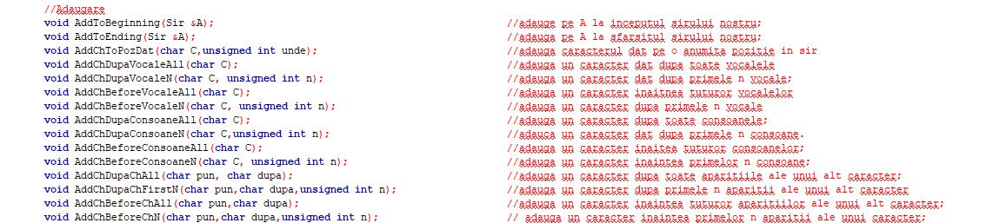 //Adaugare
void AddToBeginning(Sir &A); //adauge pe A la inceputul sirului nostru;
void AddToEnding(Sir &A); //adauga pe A la sfarsitul sirului nostru;
void AddChToPozDat(char C,unsigned int unde); //adauga caracterul dat pe o anumita pozitie in sir
void AddChDupaVocaleAll(char C); //adauga un caracter dat dupa toate vocalele
void AddChDupaVocaleN(char C, unsigned int n); //adauga un caracter dat dupa primele n vocale;
void AddChBeforeVocaleAll(char C); //adauga un caracter inaitnea tuturor vocalelor
void AddChBeforeVocaleN(char C, unsigned int n); //adauga un caracter dupa primele n vocale
void AddChDupaConsoaneAll(char C); //adauga un caracter dupa toate consoanele;
void AddChDupaConsoaneN(char C,unsigned int n); //adauca un caracter dat dupa primele n consoane.
void AddChBeforeConsoaneAll(char C); //adauga un caracter inaitea tuturor consoanelor;
void AddChBeforeConsoaneN(char C, unsigned int n); //adauga un caracter inaintea primelor n consoane;
void AddChDupaChAll(char pun, char dupa); //adauga un caracter dupa toate aparitiile ale unui alt caracter;
void AddChDupaChFirstN(char pun,char dupa,unsigned int n); //adauga un caracter dupa primele n aparitii ale unui alt caracter
void AddChBeforeChAll(char pun,char dupa); //adauga un caracter inaintea tuturor aparitiilor ale unui alt caracter;
void AddChBeforeChN(char pun,char dupa,unsigned int n); // adauga un caracter inaintea primelor n aparitii ale unui caracter;